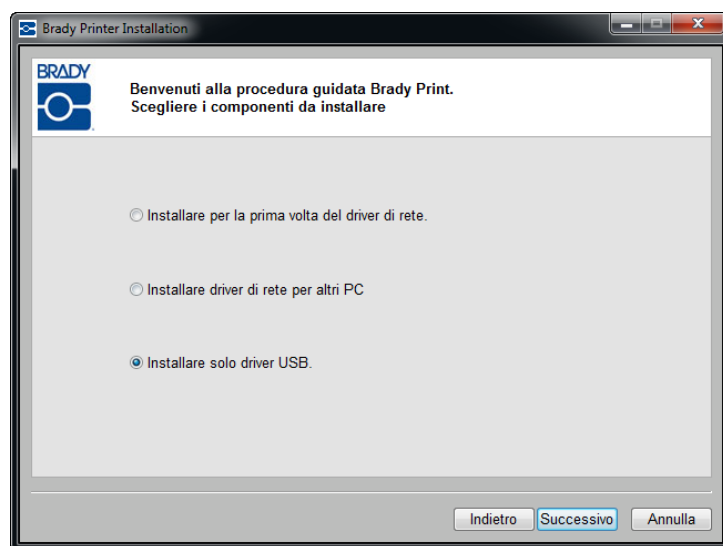 Brady Printer Installation
BRADY
Benvenuti alla procedura guidata Brady Print.
Scegliere i componenti da installare
Installare per la prima volta del driver di rete.
Installare driver di rete per altri PC
Installare solo driver USB.
Indietro
Successivo
Annulla